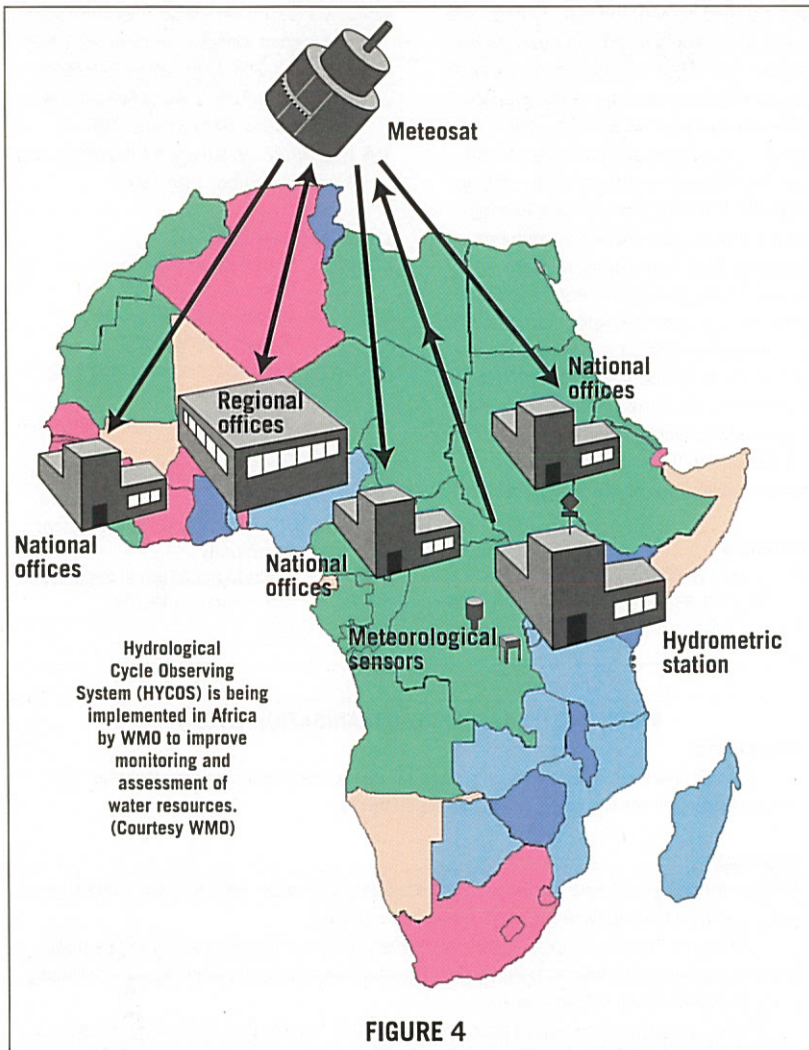 Meteosat
National
offices
Regional
offices
National
offices
National
offices
Meteorological
sensors
Hydrometric
station
Hydrological
Cycle Observing
System (HYCOS) is being
implemented in Africa
by WMO to improve
monitoring and
assessment of
water resources.
(Courtesy WMO)
FIGURE 4